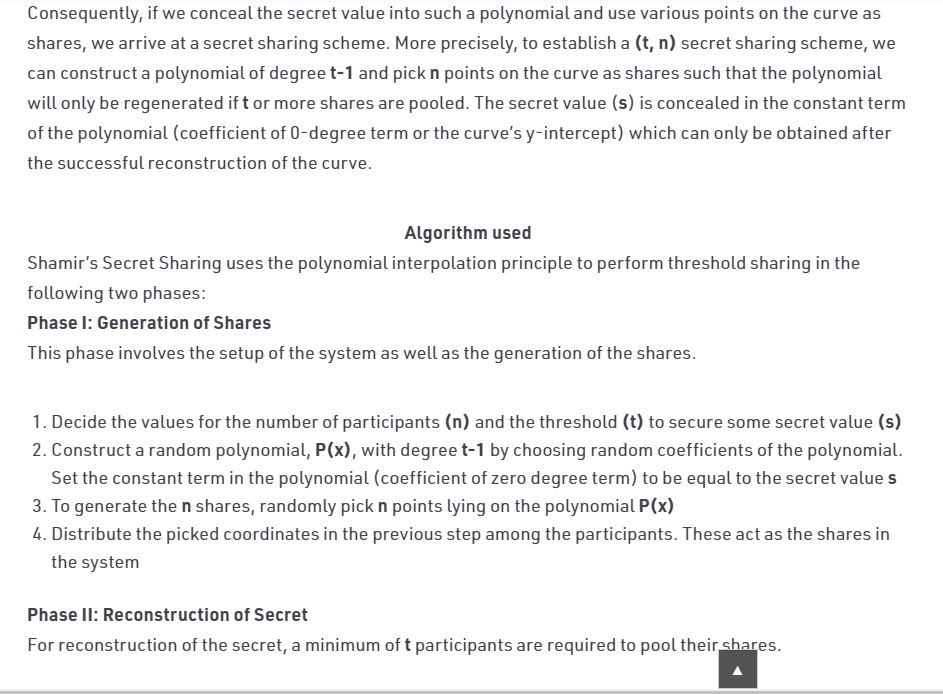 Consequently, if we conceal the secret value into such a polynomial and use various points on the curve as
shares, we arrive at a secret sharing scheme. More precisely, to establish a (t, n) secret sharing scheme, we
can construct a polynomial of degree t-1 and pick n points on the curve as shares such that the polynomial
will only be regenerated if t or more shares are pooled. The secret value (s) is concealed in the constant term
of the polynomial (coefficient of 0-degree term or the curve's y-intercept) which can only be obtained after
the successful reconstruction of the curve.
Algorithm used
Shamir's Secret Sharing uses the polynomial interpolation principle to perform threshold sharing in the
following two phases:
Phase I: Generation of Shares
This phase involves the setup of the system as well as the generation of the shares.
1. Decide the values for the number of participants (n) and the threshold (t) to secure some secret value (s)
2. Construct a random polynomial, P(x), with degree t-1 by choosing random coefficients of the polynomial.
Set the constant term in the polynomial (coefficient of zero degree term) to be equal to the secret value s
3. To generate the n shares, randomly pick n points lying on the polynomial P(x)
4. Distribute the picked coordinates in the previous step among the participants. These act as the shares in
the system
Phase II: Reconstruction of Secret
For reconstruction of the secret, a minimum of t participants are required to pool their shares.